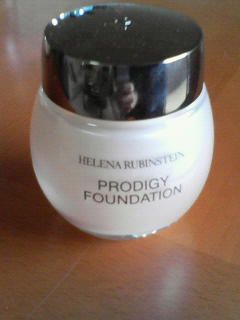 HELENA RUBINSTEIN
PRODIGY
FOUNDATION